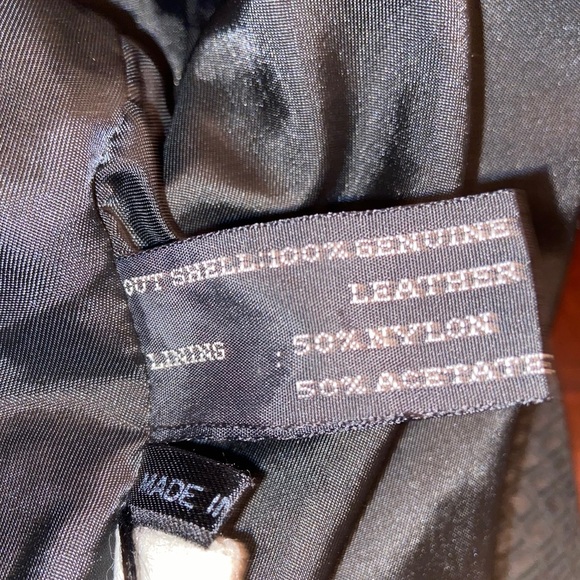 OUT SHELL:100% GENUINE
LEATHER
LINING : 50% NYLON
50% ACETATE
MADE IN